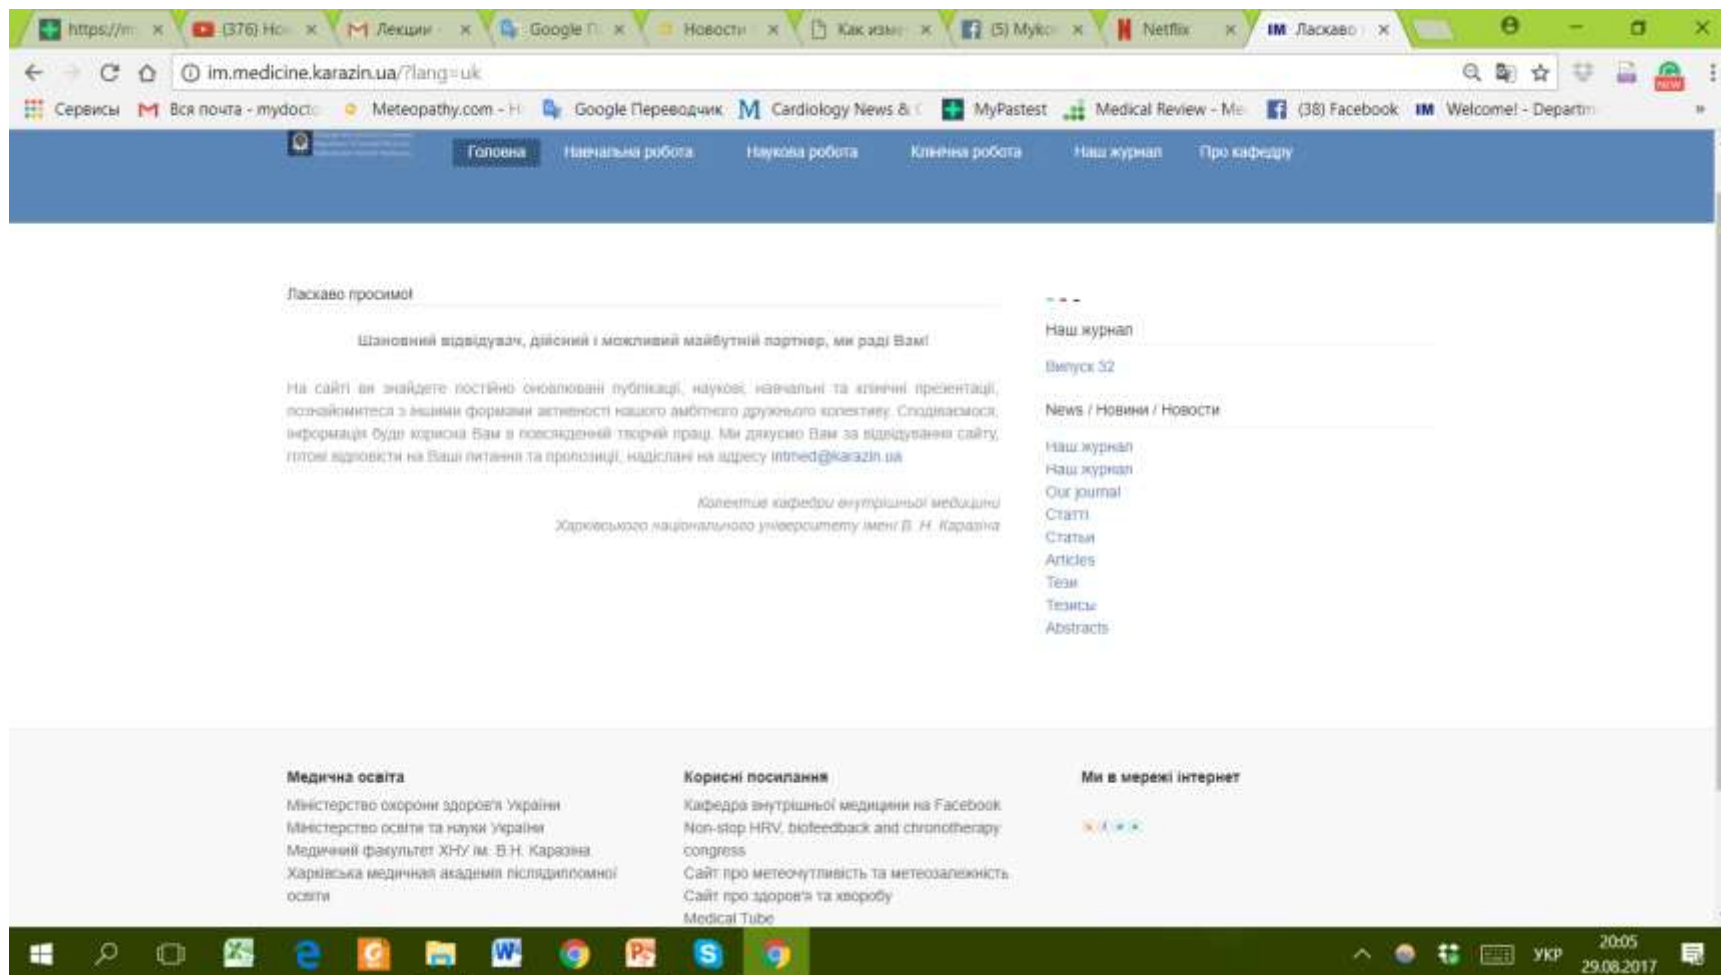 https://m
(376) Но
Лекции
Google П
Новости
Как изме
(5) Myko
Netflix
Ласкаво
im.medicine.karazin.ua/?lang=uk
Сервисы
Вся почта - mydocto
Meteopathy.com - Н
Google Переводчик
Cardiology News & C
MyPastest
Medical Review - Me
(38) Facebook
Welcome! - Departm
NEW
Головна Навчальна робота Наукова робота Клінічна робота Наш журнал Про кафедру
Ласкаво просимо!
Шановний відвідувач, дійсний і можливий майбутній партнер, ми раді Вам!
На сайті ви знайдете постійно оновлювані публікації, наукові, навчальні та клінічні презентації,
познайомитеся з іншими формами активності нашого амбітного дружнього колективу. Сподіваємося,
інформація буде корисна Вам в повсякденній творчій праці. Ми дякуємо Вам за відвідування сайту,
готові відповісти на Ваші питання та пропозиції, надіслані на адресу intmed@karazin.ua
Колектив кафедри внутрішньої медицини
Харківського національного університету імені В. Н. Каразіна
Наш журнал
Випуск 32
News / Новини / Новости
Наш журнал
Наш журнал
Our journal
Статті
Статьи
Articles
Тези
Тезисы
Abstracts
Медична освіта
Міністерство охорони здоров'я України
Міністерство освіти та науки України
Медичний факультет ХНУ ім. В.Н. Каразіна
Харківська медичная академія післядипломної
освіти
Корисні посилання
Кафедра внутрішньої медицини на Facebook
Non-stop HRV, biofeedback and chronotherapy
congress
Сайт про метеочутливість та метеозалежність
Сайт про здоров'я та хворобу
Medical Tube
Ми в мережі інтернет
УКР
20:05
29.08.2017